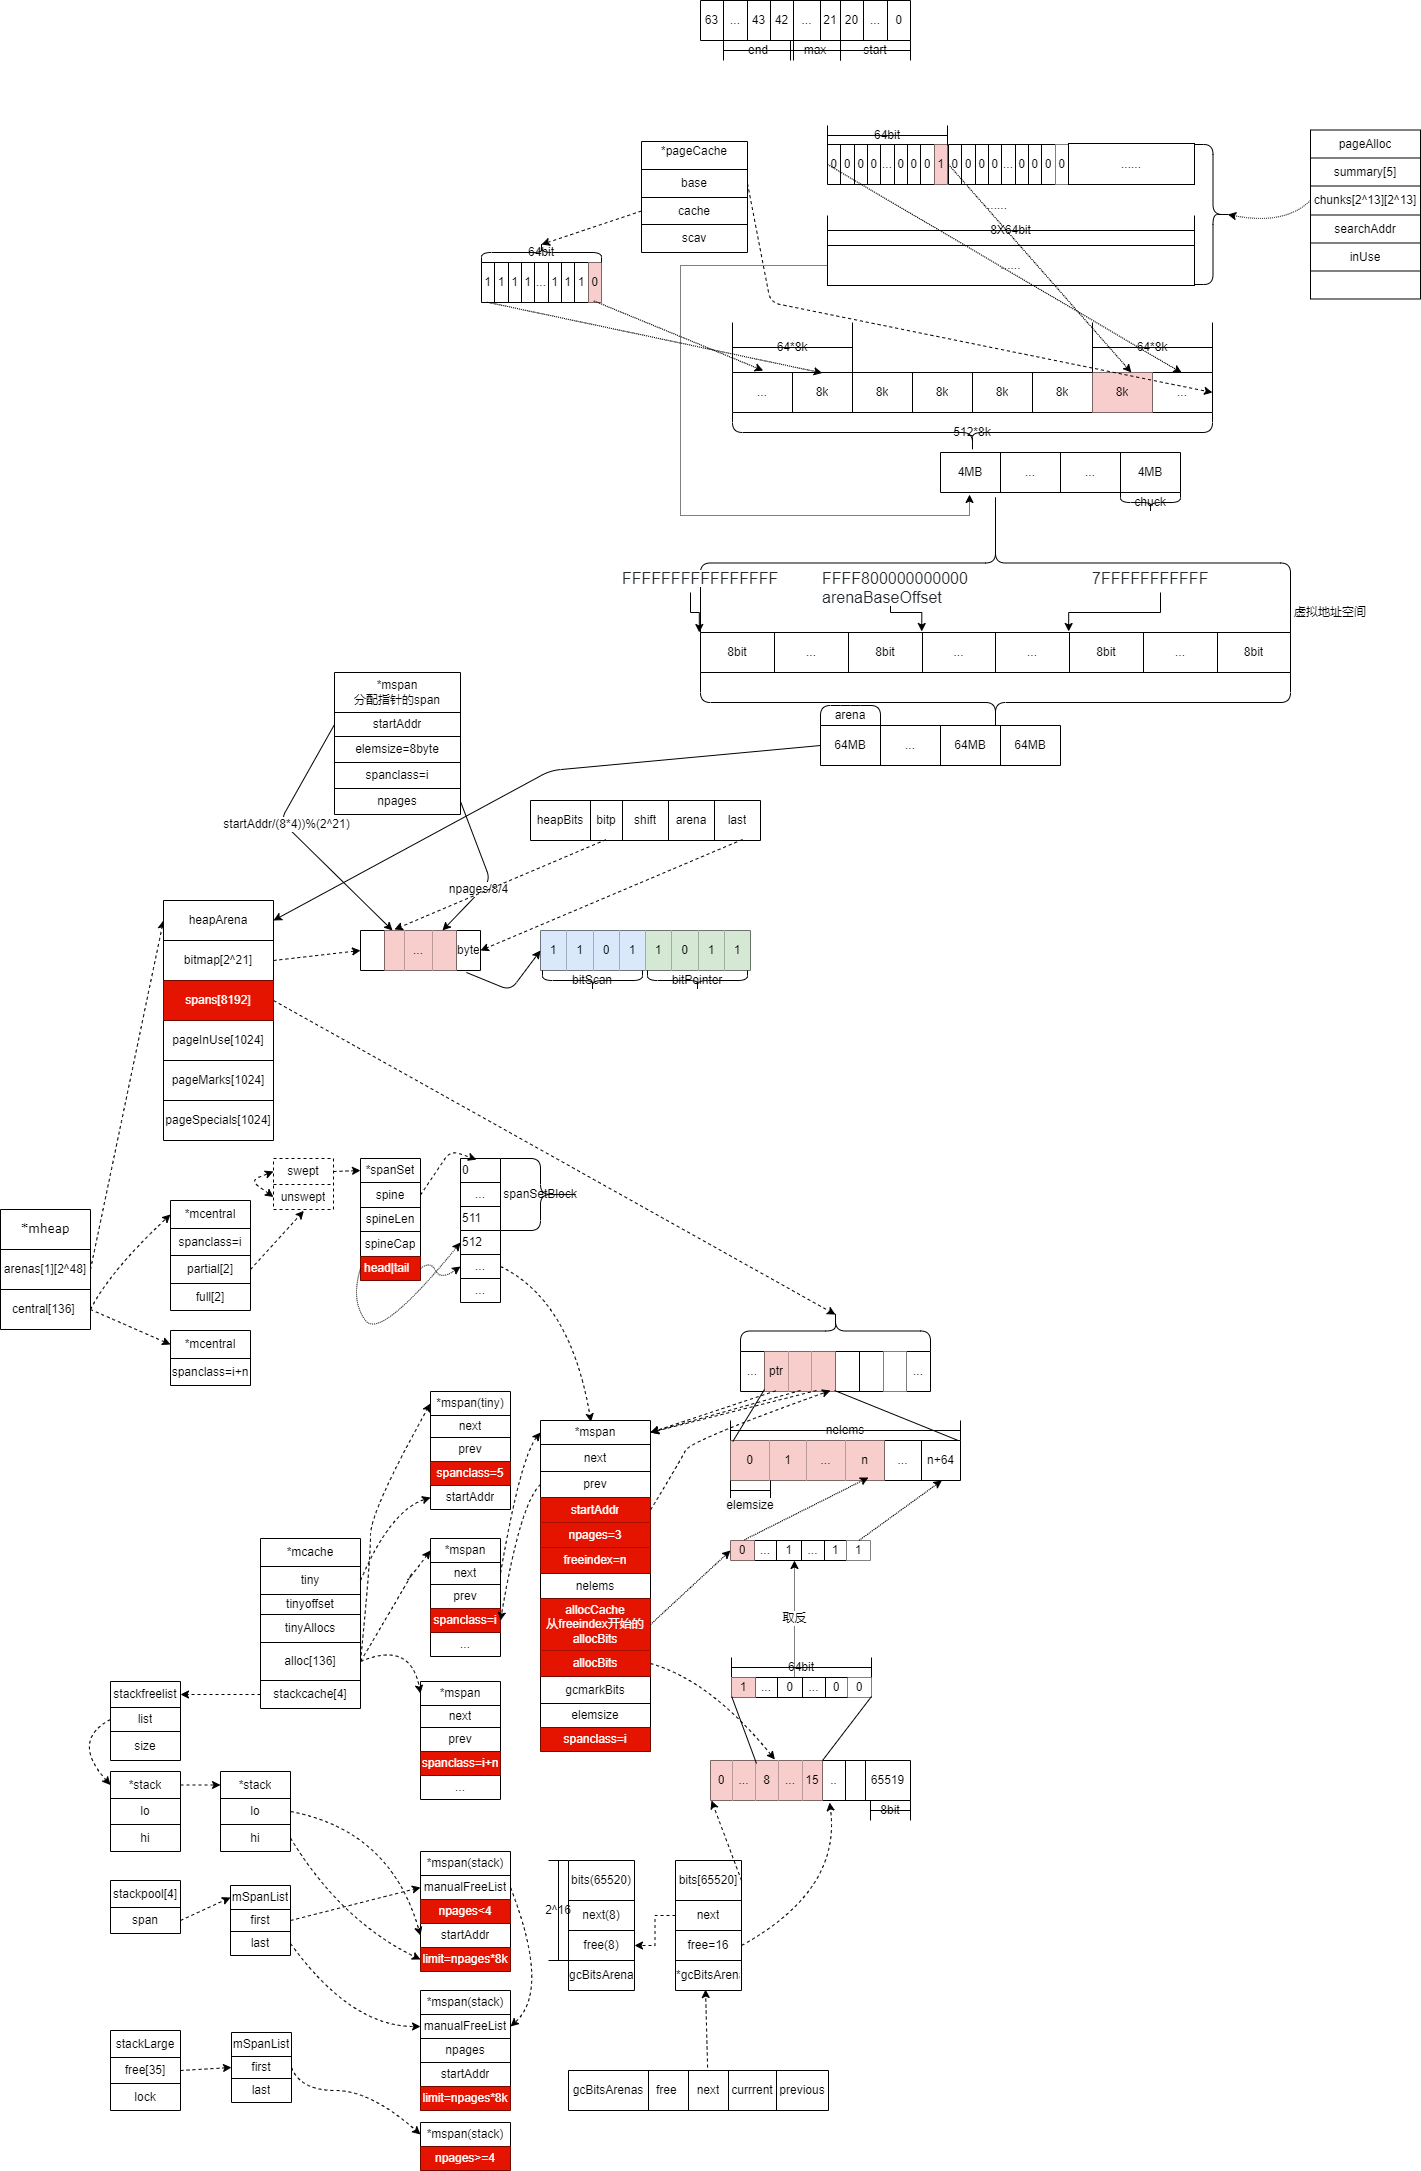 63 ... 43 42 ... 21 20 ... 0
end max start
64bit
0 0 0 0 ... 0 0 0 1 0 0 0 0 ... 0 0 0 0 ......
......
8X64bit
......
pageAlloc
summary[5]
chunks[2^13][2^13]
searchAddr
inUse
*pageCache
base
cache
scav
64bit
1 1 1 1 ... 1 1 1 0
64*8k 64*8k
... 8k 8k 8k 8k 8k 8k ...
512*8k
4MB ... ... 4MB
chuck
FFFFFFFFFFFFFFFF
FFFF800000000000
arenaBaseOffset
7FFFFFFFFFFF
虚拟地址空间
8bit ... 8bit ... ... 8bit ... 8bit
arena
64MB ... 64MB 64MB
*mspan
分配指针的span
startAddr
elemsize=8byte
spanclass=i
npages
startAddr/(8*4))%(2^21)
npages/8/4
heapBits bitp shift arena last
... byte
1 1 0 1 1 0 1 1
bitScan bitPointer
heapArena
bitmap[2^21]
spans[8192]
pageInUse[1024]
pageMarks[1024]
pageSpecials[1024]
*mheap
arenas[1][2^48]
central[136]
*mcentral
spanclass=i
partial[2]
full[2]
*mcentral
spanclass=i+n
swept
unswept
*spanSet
spine
spineLen
spineCap
head|tail
0
...
511
512
...
...
spanSetBlock
... ptr ...
nelems
0 1 ... n ... n+64
elemsize
0 ... 1 ... 1 1
取反
64bit
1 ... 0 ... 0 0
0 ... 8 ... 15 .. 65519
8bit
*mspan
next
prev
startAddr
npages=3
freeindex=n
nelems
allocCache
从freeindex开始的
allocBits
allocBits
gcmarkBits
elemsize
spanclass=i
*mspan(tiny)
next
prev
spanclass=5
startAddr
*mspan
next
prev
spanclass=i
...
*mspan
next
prev
spanclass=i+n
...
*mcache
tiny
tinyoffset
tinyAllocs
alloc[136]
stackcache[4]
stackfreelist
list
size
*stack
lo
hi
*stack
lo
hi
stackpool[4]
span
mSpanList
first
last
*mspan(stack)
manualFreeList
npages<4
startAddr
limit=npages*8k
*mspan(stack)
manualFreeList
npages
startAddr
limit=npages*8k
stackLarge
free[35]
lock
mSpanList
first
last
*mspan(stack)
npages>=4
2^16
bits(65520)
next(8)
free(8)
gcBitsArena
bits[65520]
next
free=16
*gcBitsAren
gcBitsArenas free next currrent previous